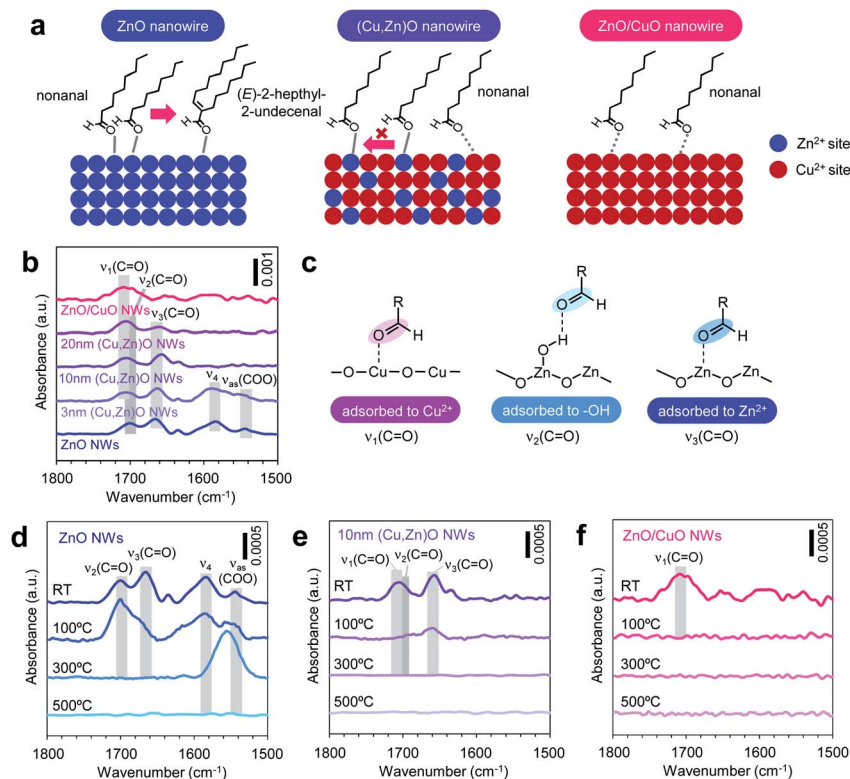 a
ZnO nanowire
(Cu,Zn)O nanowire
ZnO/CuO nanowire
nonanal
(E)-2-hepthyl-
2-undecenal
nonanal
nonanal
H
O
H
O
H
O
H
O
H
O
H
O
H
O
H
O
Zn²⁺ site
Cu²⁺ site
b
ν₁(C=O)
ν₂(C=O)
0.001
ZnO/CuO NWs
ν₃(C=O)
20nm (Cu,Zn)O NWs
10nm (Cu,Zn)O NWs
ν₄
νas(COO)
3nm (Cu,Zn)O NWs
ZnO NWs
Absorbance (a.u.)
1800 1700 1600 1500
Wavenumber (cm⁻¹)
c
R
O
H
Cu
O
Cu
adsorbed to Cu²⁺
ν₁(C=O)
R
O
H
H
O
O
Zn
O
Zn
adsorbed to -OH
ν₂(C=O)
R
O
H
O
Zn
O
Zn
adsorbed to Zn²⁺
ν₃(C=O)
d
ZnO NWs
0.0005
ν₂(C=O)
ν₃(C=O)
ν₄
νas
(COO)
RT
100ºC
300ºC
500ºC
Absorbance (a.u.)
1800 1700 1600 1500
Wavenumber (cm⁻¹)
e
10nm (Cu,Zn)O NWs
0.0005
ν₁(C=O)
ν₂(C=O)
ν₃(C=O)
RT
100ºC
300ºC
500ºC
Absorbance (a.u.)
1800 1700 1600 1500
Wavenumber (cm⁻¹)
f
ZnO/CuO NWs
0.0005
ν₁(C=O)
RT
100ºC
300ºC
500ºC
Absorbance (a.u.)
1800 1700 1600 1500
Wavenumber (cm⁻¹)